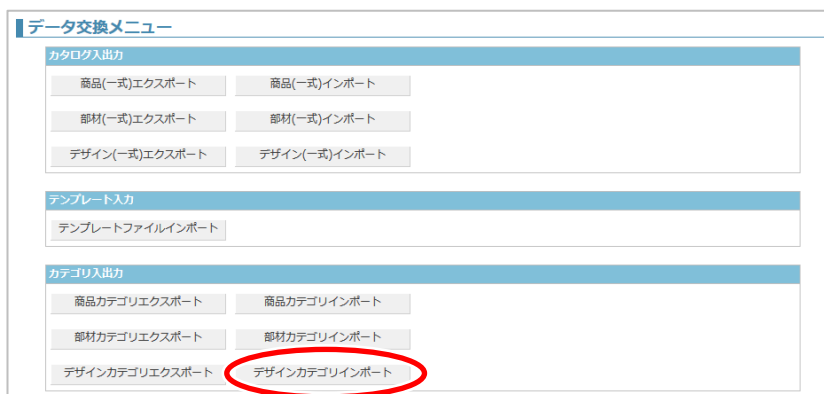 データ交換メニュー
カタログ入出力
商品(一式)エクスポート 商品(一式)インポート
部材(一式)エクスポート 部材(一式)インポート
デザイン(一式)エクスポート デザイン(一式)インポート
テンプレート入力
テンプレートファイルインポート
カテゴリ入出力
商品カテゴリエクスポート 商品カテゴリインポート
部材カテゴリエクスポート 部材カテゴリインポート
デザインカテゴリエクスポート デザインカテゴリインポート